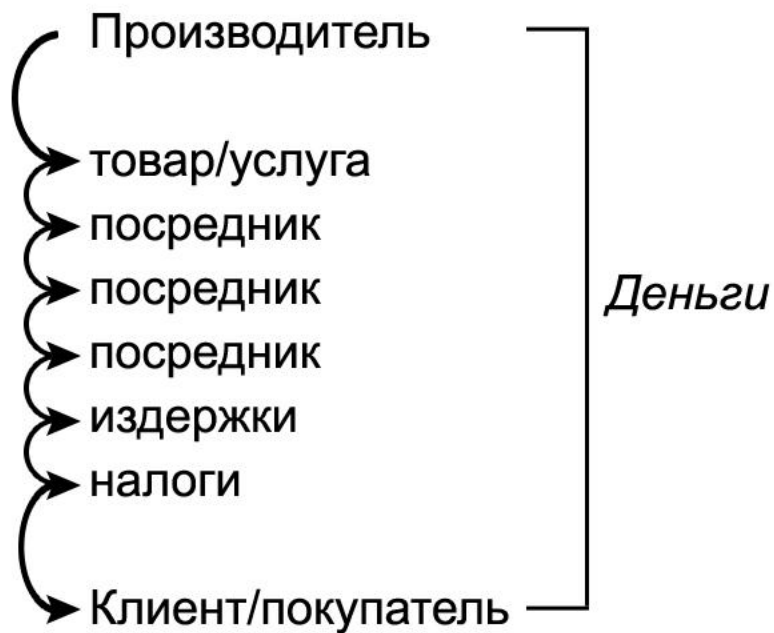 Производитель
товар/услуга
посредник
посредник
посредник
издержки
налоги
Клиент/покупатель
Деньги